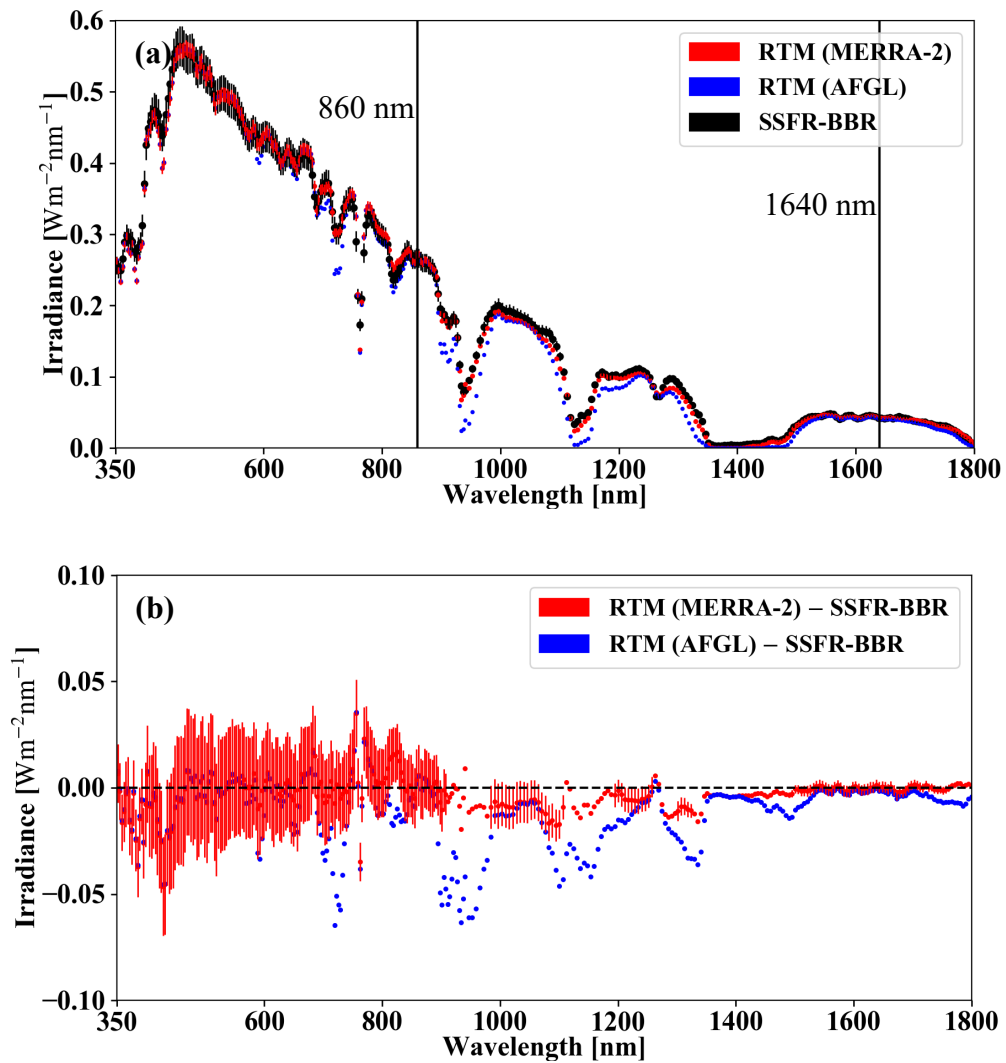 (a)
RTM (MERRA-2)
RTM (AFGL)
SSFR-BBR
860 nm
1640 nm
Irradiance [Wm⁻²nm⁻¹]
0.6
0.5
0.4
0.3
0.2
0.1
0.0
350 600 800 1000 1200 1400 1600 1800
Wavelength [nm]
(b)
RTM (MERRA-2) − SSFR-BBR
RTM (AFGL) − SSFR-BBR
Irradiance [Wm⁻²nm⁻¹]
0.10
0.05
0.00
−0.05
−0.10
350 600 800 1000 1200 1400 1600 1800
Wavelength [nm]